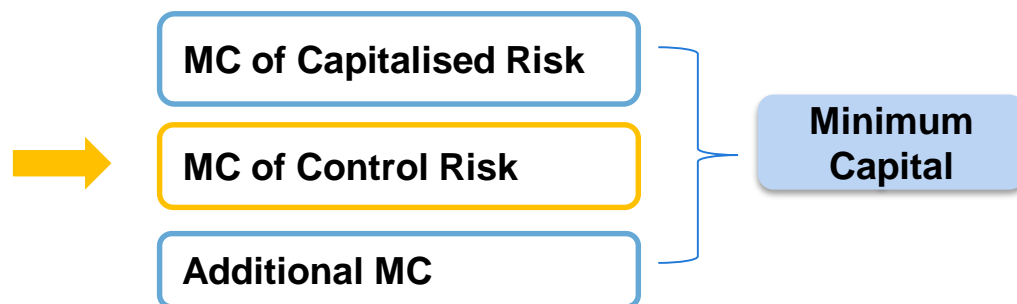 MC of Capitalised Risk
MC of Control Risk
Additional MC
Minimum
Capital